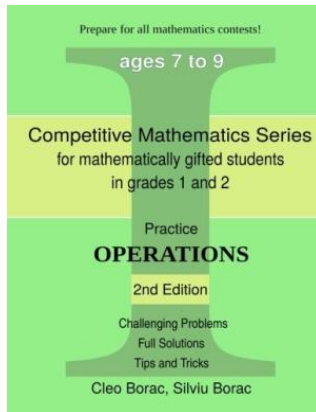 Prepare for all mathematics contests!
ages 7 to 9
Competitive Mathematics Series
for mathematically gifted students
in grades 1 and 2
Practice
OPERATIONS
2nd Edition
Challenging Problems
Full Solutions
Tips and Tricks
Cleo Borac, Silviu Borac